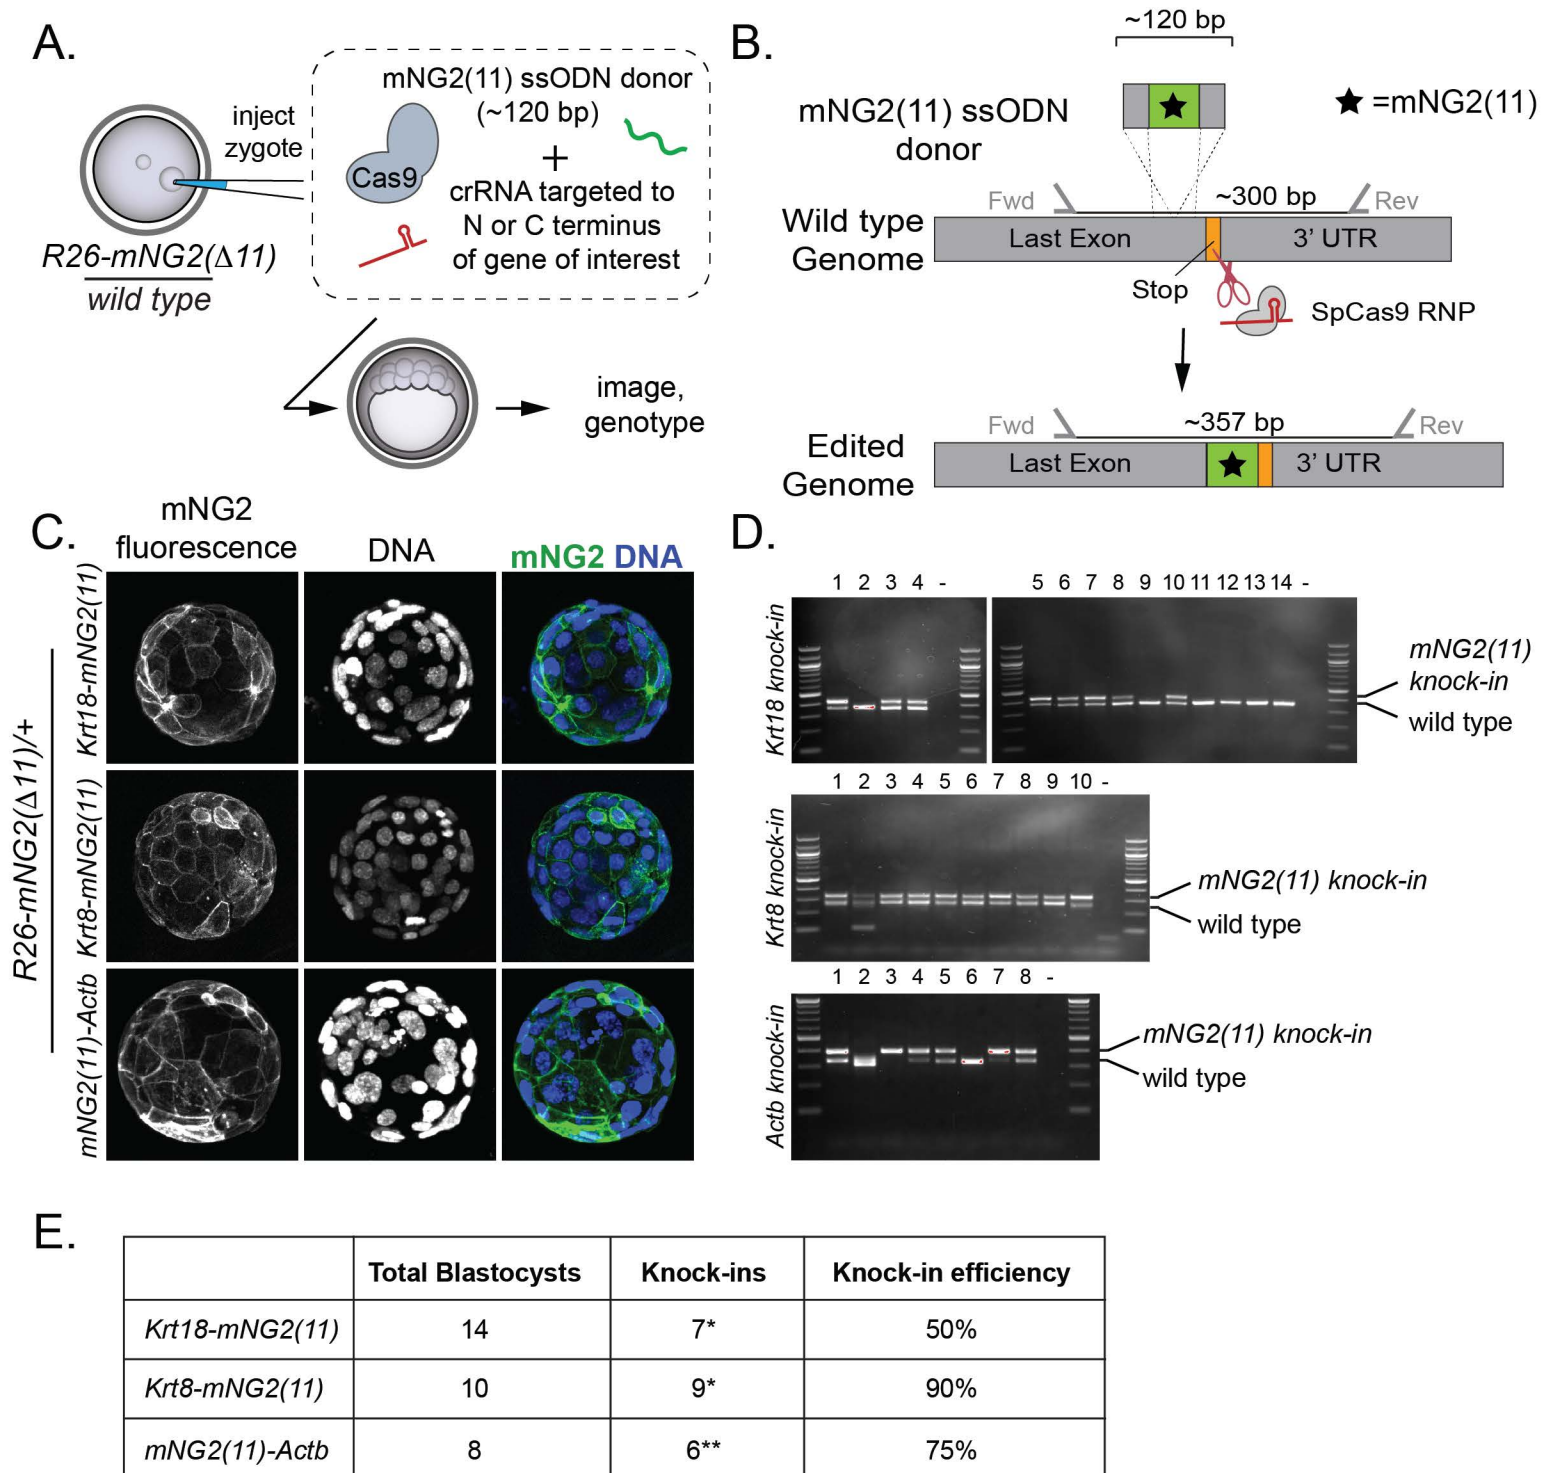 A.
inject
zygote
R26-mNG2(Δ11)
wild type
mNG2(11) ssODN donor
(~120 bp)
+
Cas9
crRNA targeted to
N or C terminus
of gene of interest
image,
genotype
B.
~120 bp
mNG2(11) ssODN
donor
★ =mNG2(11)
Fwd
~300 bp
Rev
Wild type
Genome
Last Exon
3' UTR
Stop
SpCas9 RNP
Fwd
~357 bp
Rev
Edited
Genome
Last Exon
3' UTR
C.
mNG2
fluorescence
DNA
mNG2 DNA
R26-mNG2(Δ11)/+
Krt18-mNG2(11)
Krt8-mNG2(11)
mNG2(11)-Actb
D.
1 2 3 4 -
5 6 7 8 9 10 11 12 13 14 -
Krt18 knock-in
mNG2(11)
knock-in
wild type
1 2 3 4 5 6 7 8 9 10 -
Krt8 knock-in
mNG2(11) knock-in
wild type
1 2 3 4 5 6 7 8 -
Actb knock-in
mNG2(11) knock-in
wild type
E.
Total Blastocysts Knock-ins Knock-in efficiency
Krt18-mNG2(11) 14 7* 50%
Krt8-mNG2(11) 10 9* 90%
mNG2(11)-Actb 8 6** 75%